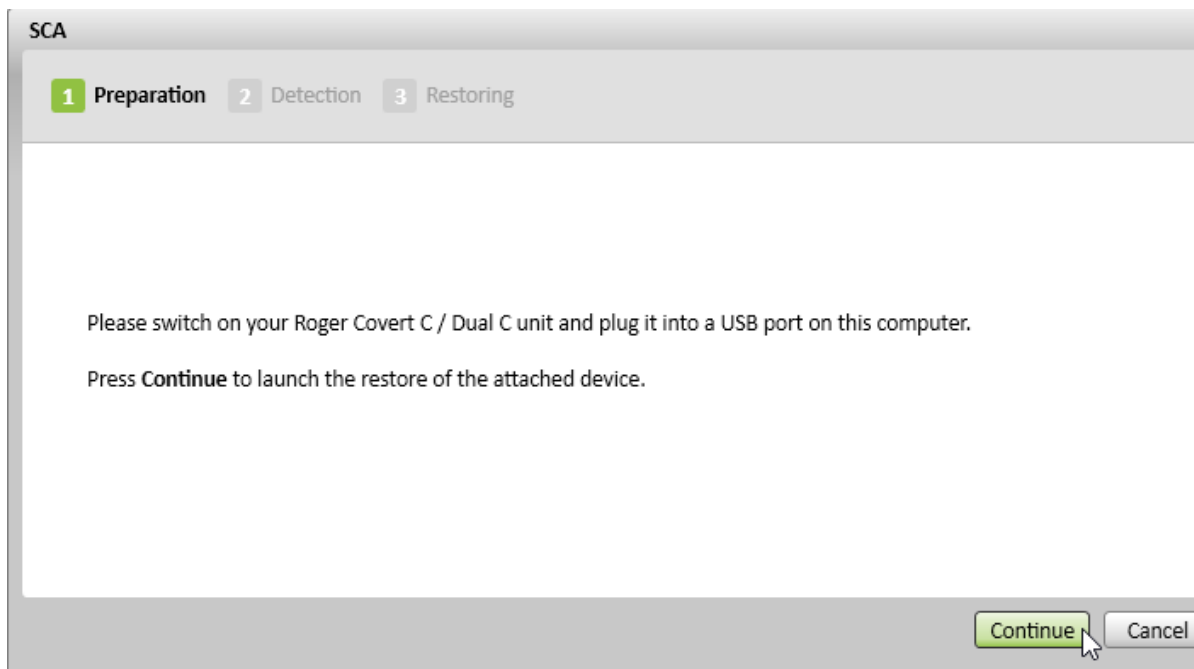 SCA
1 Preparation 2 Detection 3 Restoring
Please switch on your Roger Covert C / Dual C unit and plug it into a USB port on this computer.
Press Continue to launch the restore of the attached device.
Continue Cancel